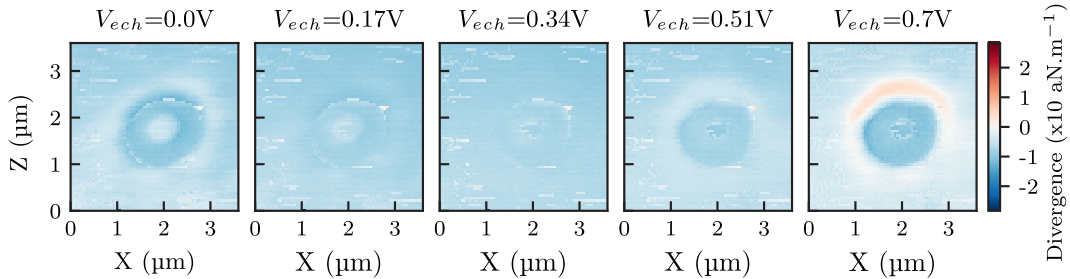 V_ech=0.0V V_ech=0.17V V_ech=0.34V V_ech=0.51V V_ech=0.7V
Z (µm)
3
2
1
0
0 1 2 3 0 1 2 3 0 1 2 3 0 1 2 3 0 1 2 3
X (µm) X (µm) X (µm) X (µm) X (µm)
2
1
0
-1
-2
Divergence (x10 aN.m⁻¹)